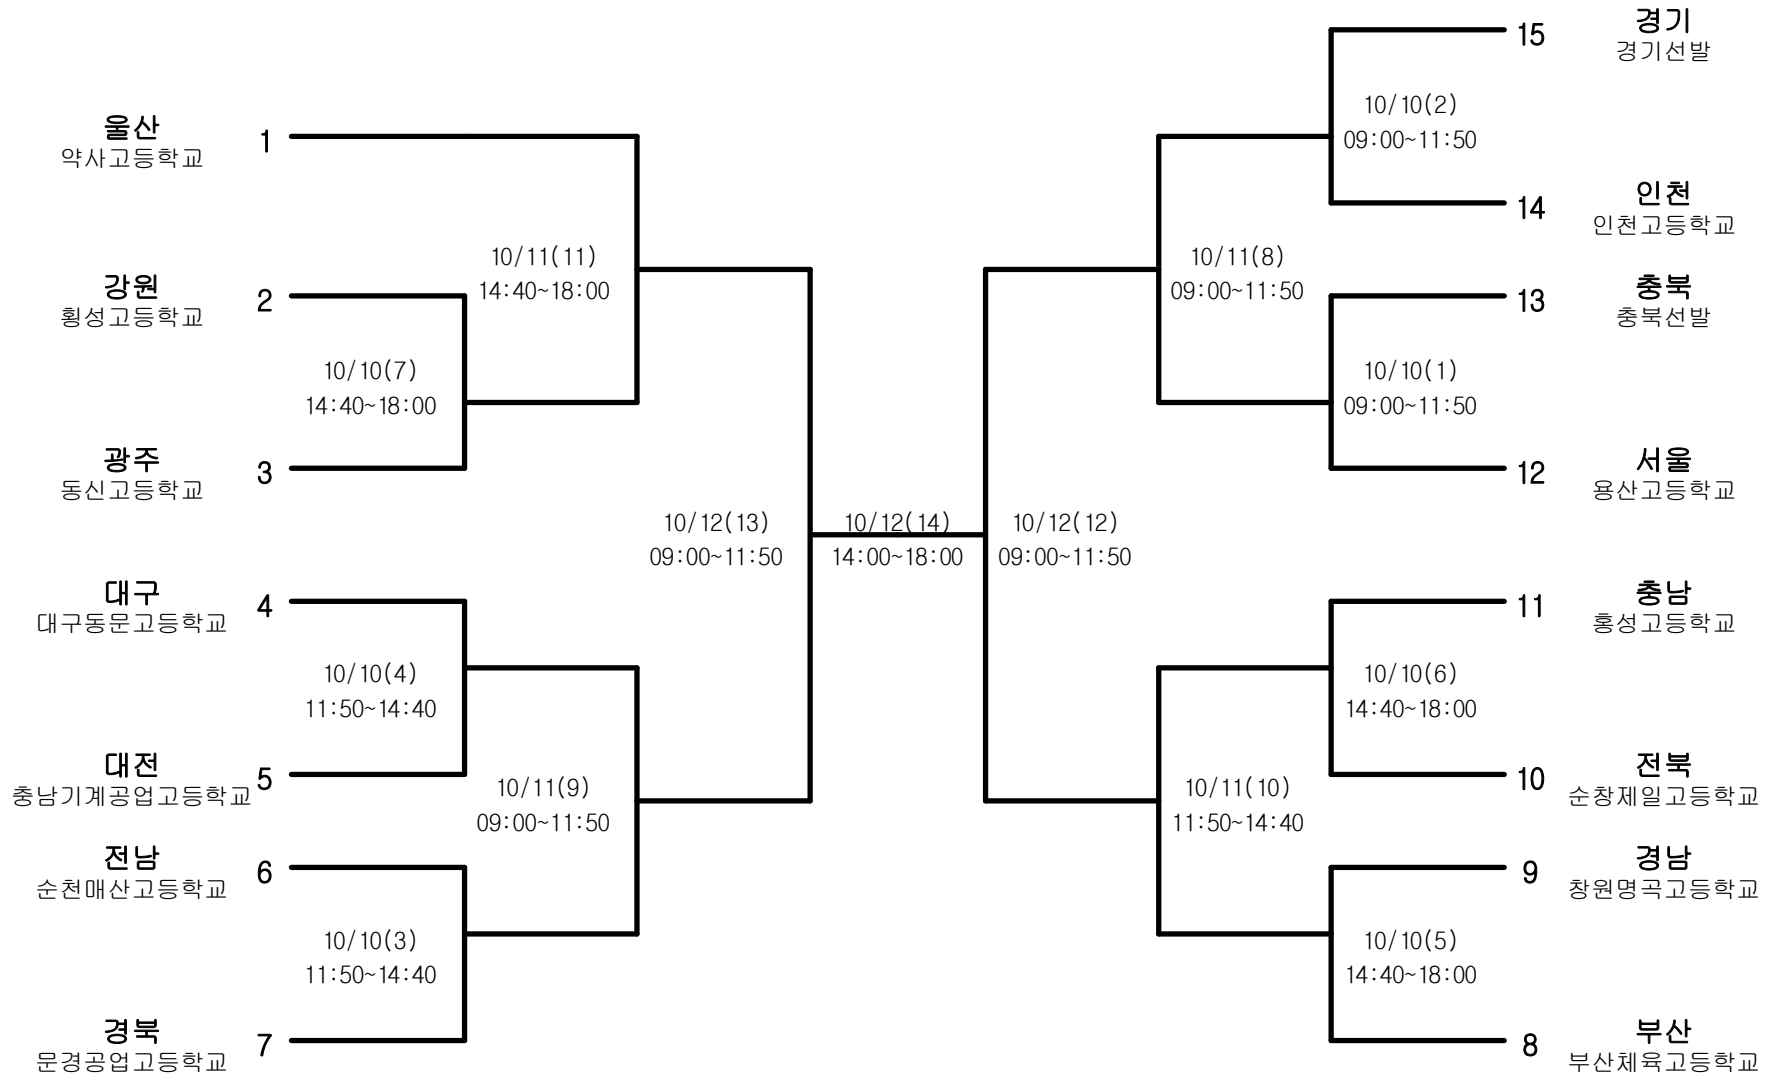 울산
약사고등학교
1
강원
횡성고등학교
2
10/11(11)
14:40~18:00
10/10(7)
14:40~18:00
광주
동신고등학교
3
10/12(13)
09:00~11:50
대구
대구동문고등학교
4
10/10(4)
11:50~14:40
대전
충남기계공업고등학교
5
10/11(9)
09:00~11:50
전남
순천매산고등학교
6
10/10(3)
11:50~14:40
경북
문경공업고등학교
7
10/12(14)
14:00~18:00
15
경기
경기선발
10/10(2)
09:00~11:50
14
인천
인천고등학교
10/11(8)
09:00~11:50
13
충북
충북선발
10/10(1)
09:00~11:50
12
서울
용산고등학교
10/12(12)
09:00~11:50
11
충남
홍성고등학교
10/10(6)
14:40~18:00
10
전북
순창제일고등학교
10/11(10)
11:50~14:40
9
경남
창원명곡고등학교
10/10(5)
14:40~18:00
8
부산
부산체육고등학교